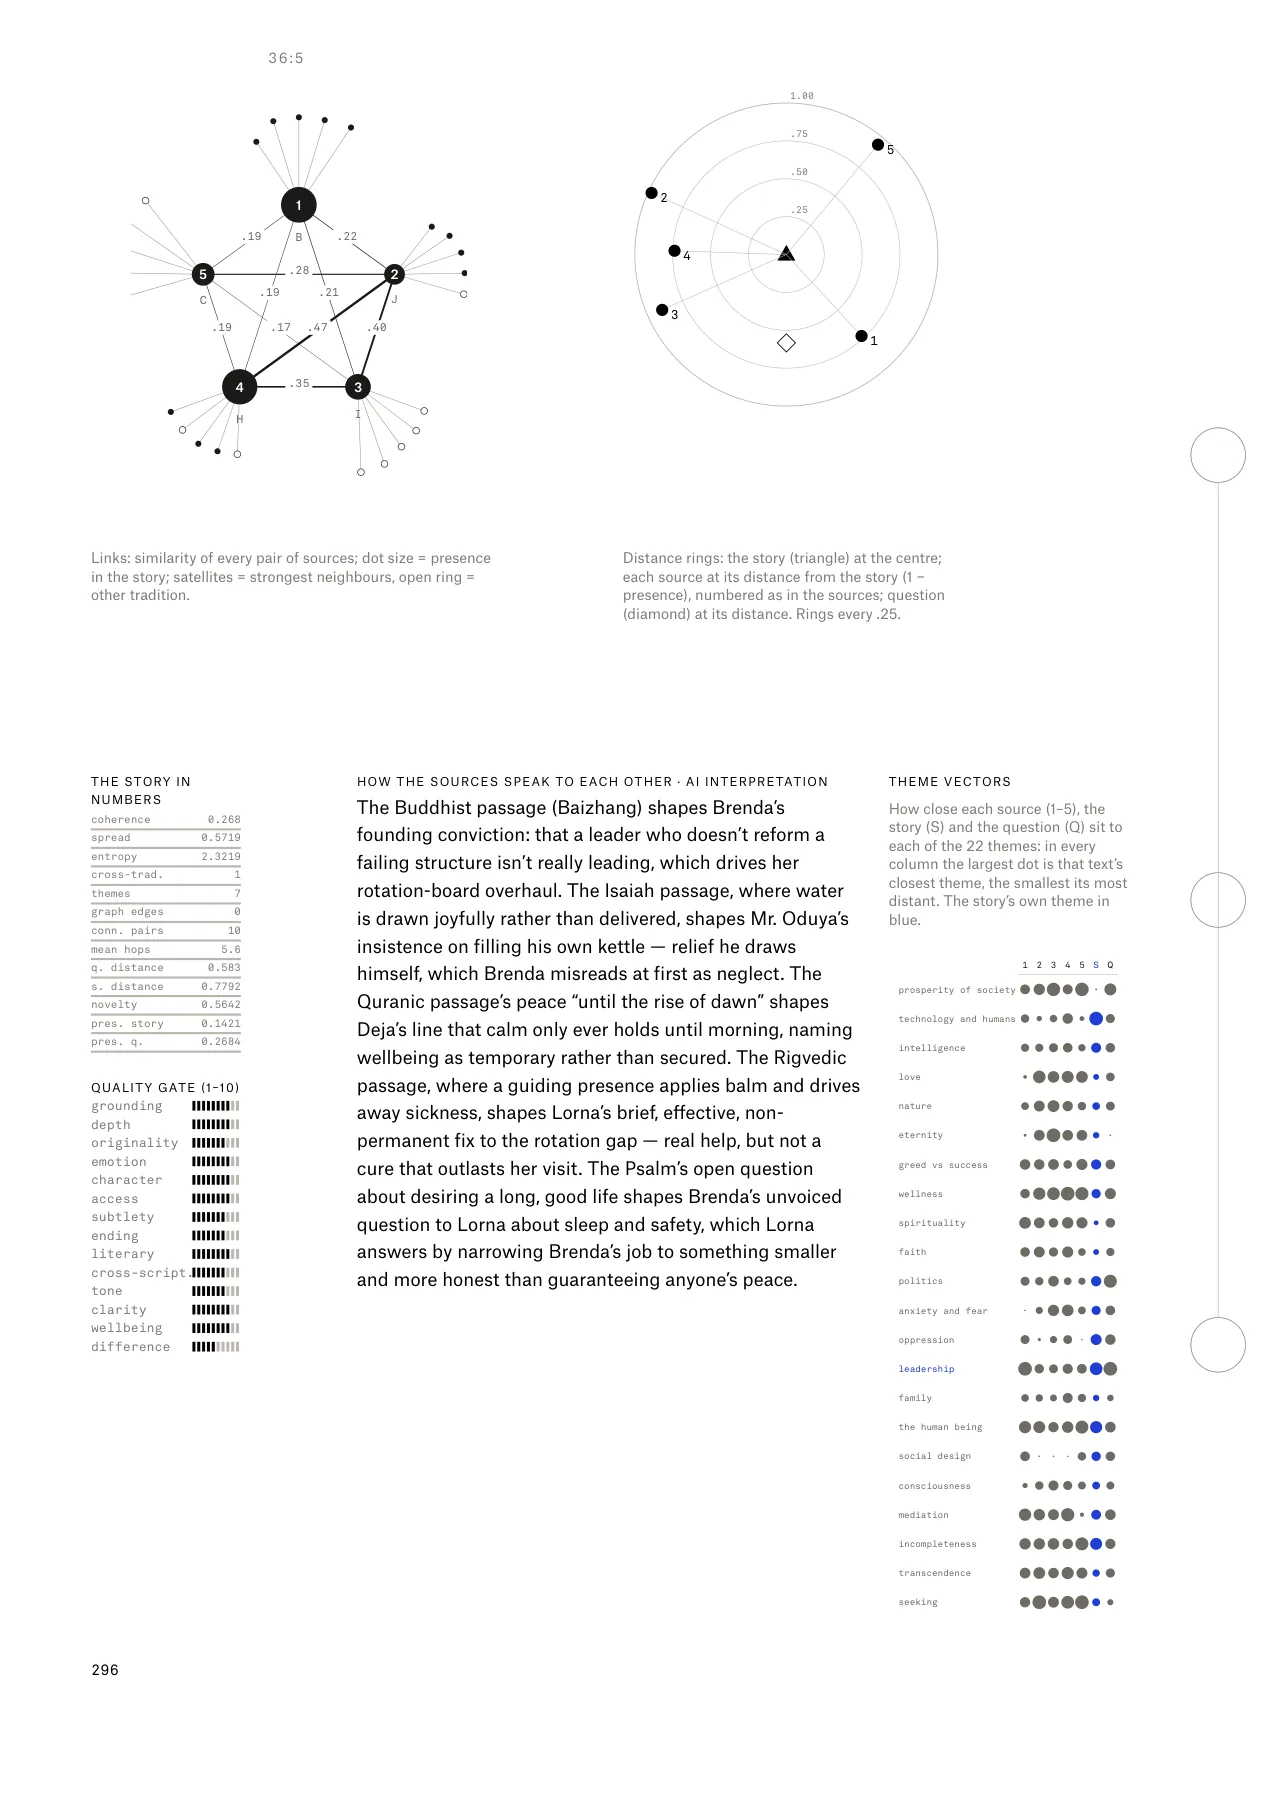 36:5
1
B
.19
.22
5
C
.28
2
J
.19
.21
.19
.17
.47
.40
4
H
.35
3
I
1.00
.75
.50
.25
5
2
4
3
1
Links: similarity of every pair of sources; dot size = presence
in the story; satellites = strongest neighbours, open ring =
other tradition.
Distance rings: the story (triangle) at the centre;
each source at its distance from the story (1 –
presence), numbered as in the sources; question
(diamond) at its distance. Rings every .25.
THE STORY IN
NUMBERS
coherence 0.268
spread 0.5719
entropy 2.3219
cross-trad. 1
themes 7
graph edges 0
conn. pairs 10
mean hops 5.6
q. distance 0.583
s. distance 0.7792
novelty 0.5642
pres. story 0.1421
pres. q. 0.2684
QUALITY GATE (1–10)
grounding
depth
originality
emotion
character
access
subtlety
ending
literary
cross-script.
tone
clarity
wellbeing
difference
HOW THE SOURCES SPEAK TO EACH OTHER · AI INTERPRETATION
The Buddhist passage (Baizhang) shapes Brenda’s
founding conviction: that a leader who doesn’t reform a
failing structure isn’t really leading, which drives her
rotation-board overhaul. The Isaiah passage, where water
is drawn joyfully rather than delivered, shapes Mr. Oduya’s
insistence on filling his own kettle — relief he draws
himself, which Brenda misreads at first as neglect. The
Quranic passage’s peace “until the rise of dawn” shapes
Deja’s line that calm only ever holds until morning, naming
wellbeing as temporary rather than secured. The Rigvedic
passage, where a guiding presence applies balm and drives
away sickness, shapes Lorna’s brief, effective, non-
permanent fix to the rotation gap — real help, but not a
cure that outlasts her visit. The Psalm’s open question
about desiring a long, good life shapes Brenda’s unvoiced
question to Lorna about sleep and safety, which Lorna
answers by narrowing Brenda’s job to something smaller
and more honest than guaranteeing anyone’s peace.
THEME VECTORS
How close each source (1–5), the
story (S) and the question (Q) sit to
each of the 22 themes: in every
column the largest dot is that text’s
closest theme, the smallest its most
distant. The story’s own theme in
blue.
1 2 3 4 5 S Q
prosperity of society
technology and humans
intelligence
love
nature
eternity
greed vs success
wellness
spirituality
faith
politics
anxiety and fear
oppression
leadership
family
the human being
social design
consciousness
mediation
incompleteness
transcendence
seeking
296